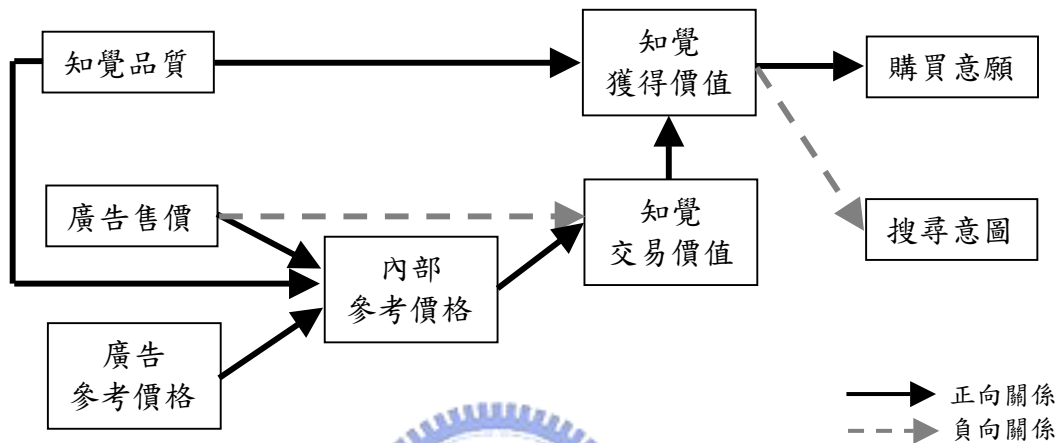 知覺品質
知覺
獲得價值
購買意願
廣告售價
知覺
交易價值
搜尋意圖
內部
參考價格
廣告
參考價格
正向關係
負向關係